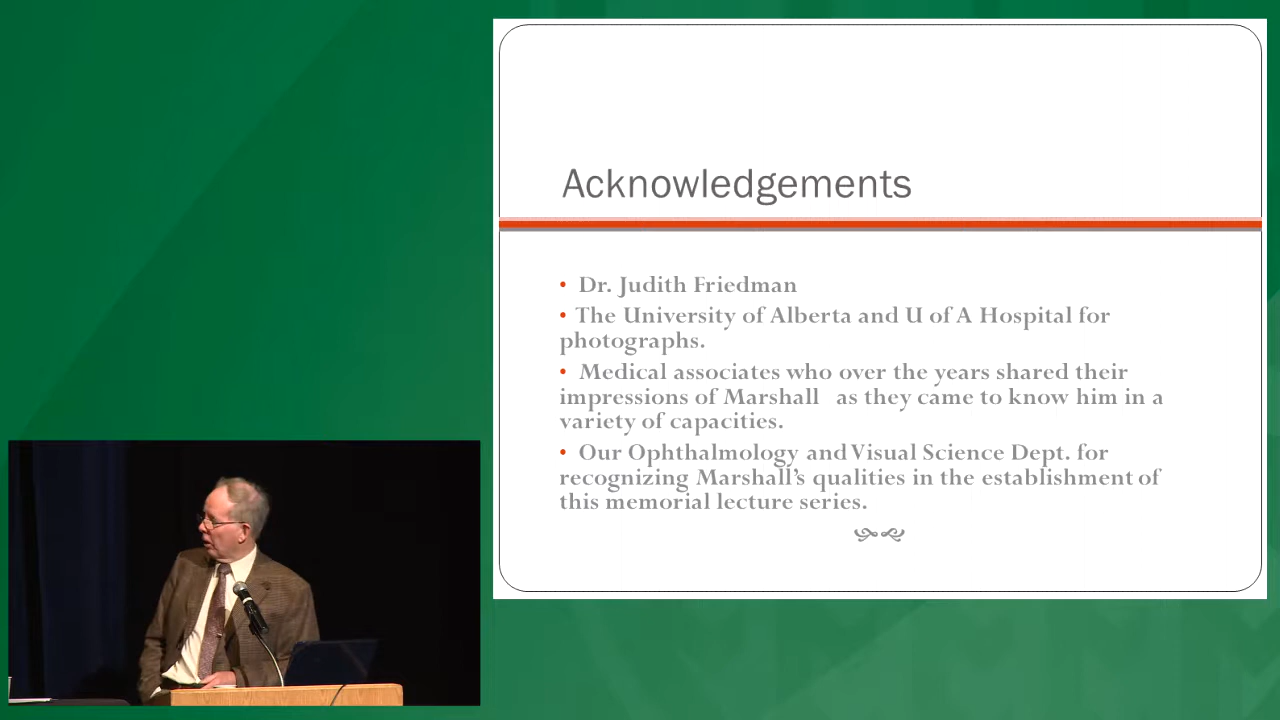 Acknowledgements
• Dr. Judith Friedman
• The University of Alberta and U of A Hospital for
photographs.
• Medical associates who over the years shared their
impressions of Marshall as they came to know him in a
variety of capacities.
• Our Ophthalmology and Visual Science Dept. for
recognizing Marshall's qualities in the establishment of
this memorial lecture series.